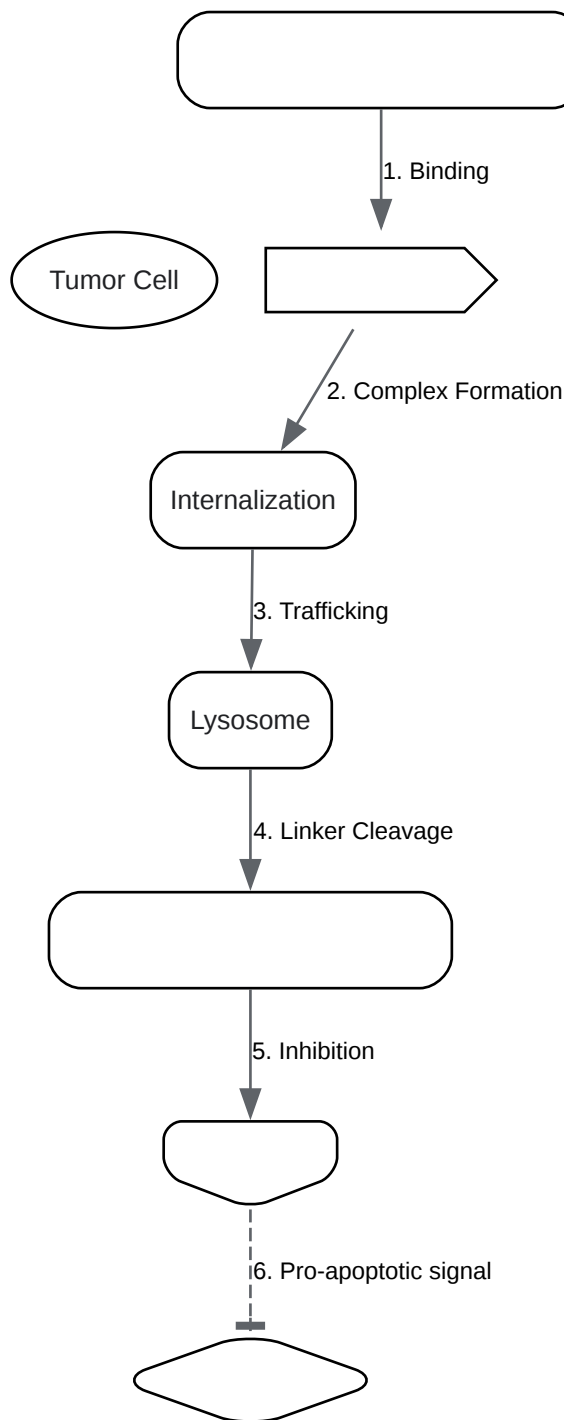 1. Binding
Tumor Cell
2. Complex Formation
Internalization
3. Trafficking
Lysosome
4. Linker Cleavage
5. Inhibition
6. Pro-apoptotic signal